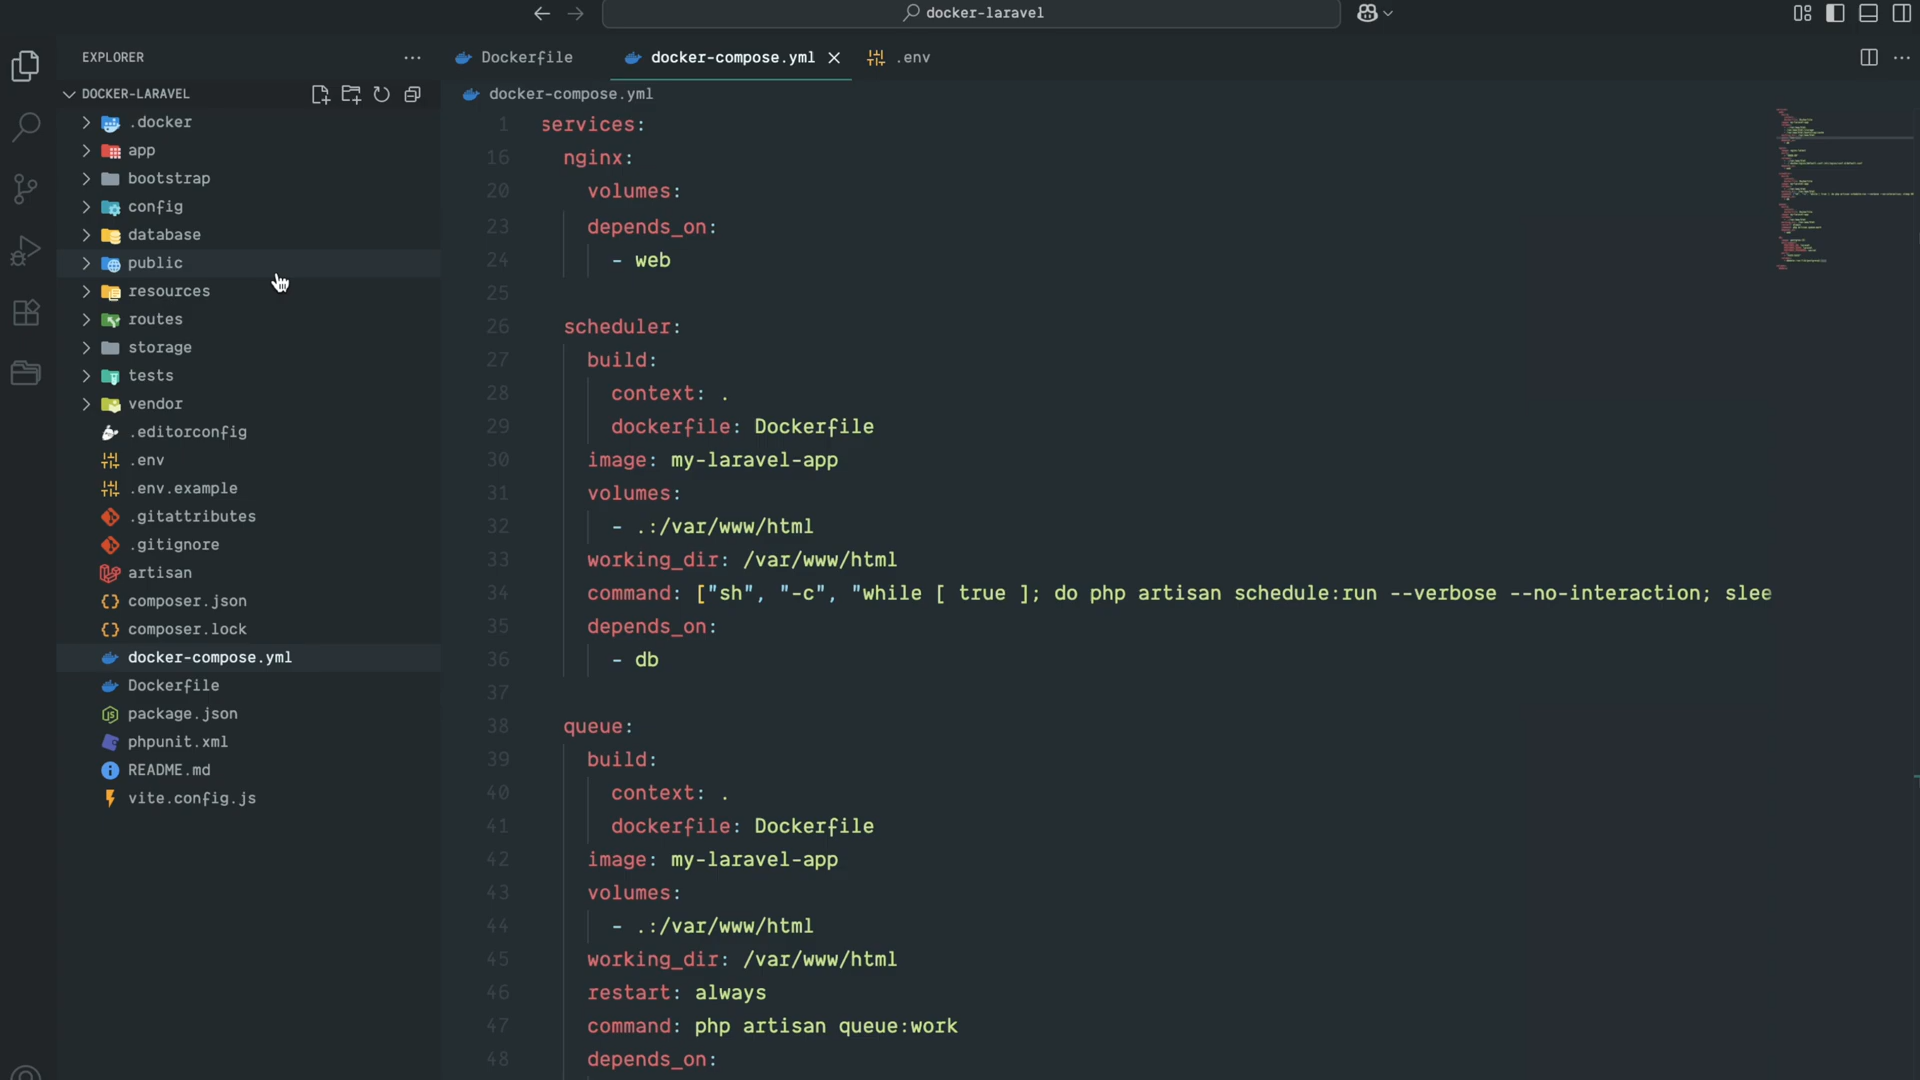 docker-laravel
EXPLORER
DOCKER-LARAVEL
.docker
app
bootstrap
config
database
public
resources
routes
storage
tests
vendor
.editorconfig
.env
.env.example
.gitattributes
.gitignore
artisan
composer.json
composer.lock
docker-compose.yml
Dockerfile
package.json
phpunit.xml
README.md
vite.config.js
Dockerfile docker-compose.yml .env
docker-compose.yml
1 services:
16 nginx:
20 volumes:
23 depends_on:
24 - web
25
26 scheduler:
27 build:
28 context: .
29 dockerfile: Dockerfile
30 image: my-laravel-app
31 volumes:
32 - .:/var/www/html
33 working_dir: /var/www/html
34 command: ["sh", "-c", "while [ true ]; do php artisan schedule:run --verbose --no-interaction; slee
35 depends_on:
36 - db
37
38 queue:
39 build:
40 context: .
41 dockerfile: Dockerfile
42 image: my-laravel-app
43 volumes:
44 - .:/var/www/html
45 working_dir: /var/www/html
46 restart: always
47 command: php artisan queue:work
48 depends_on: